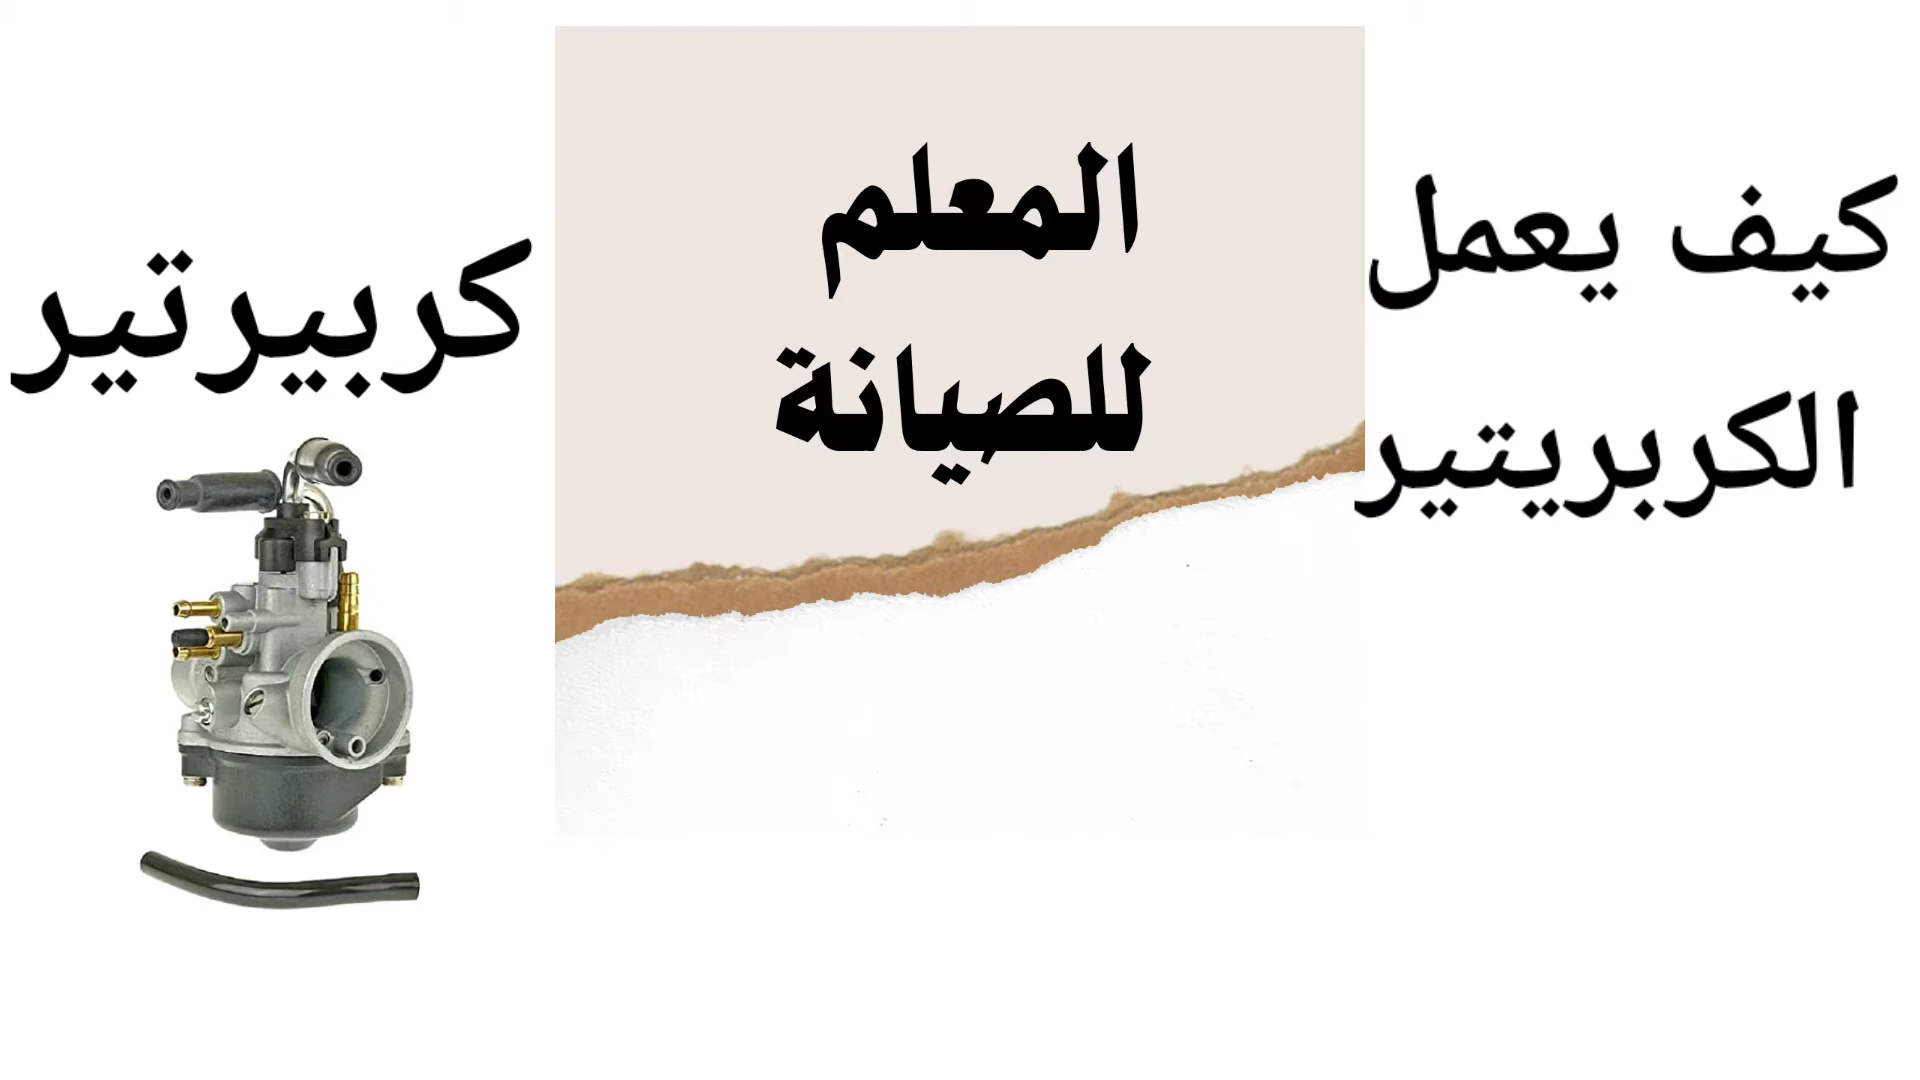 كيف يعمل
الكربريتير
المعلم
للصيانة
كربيرتير